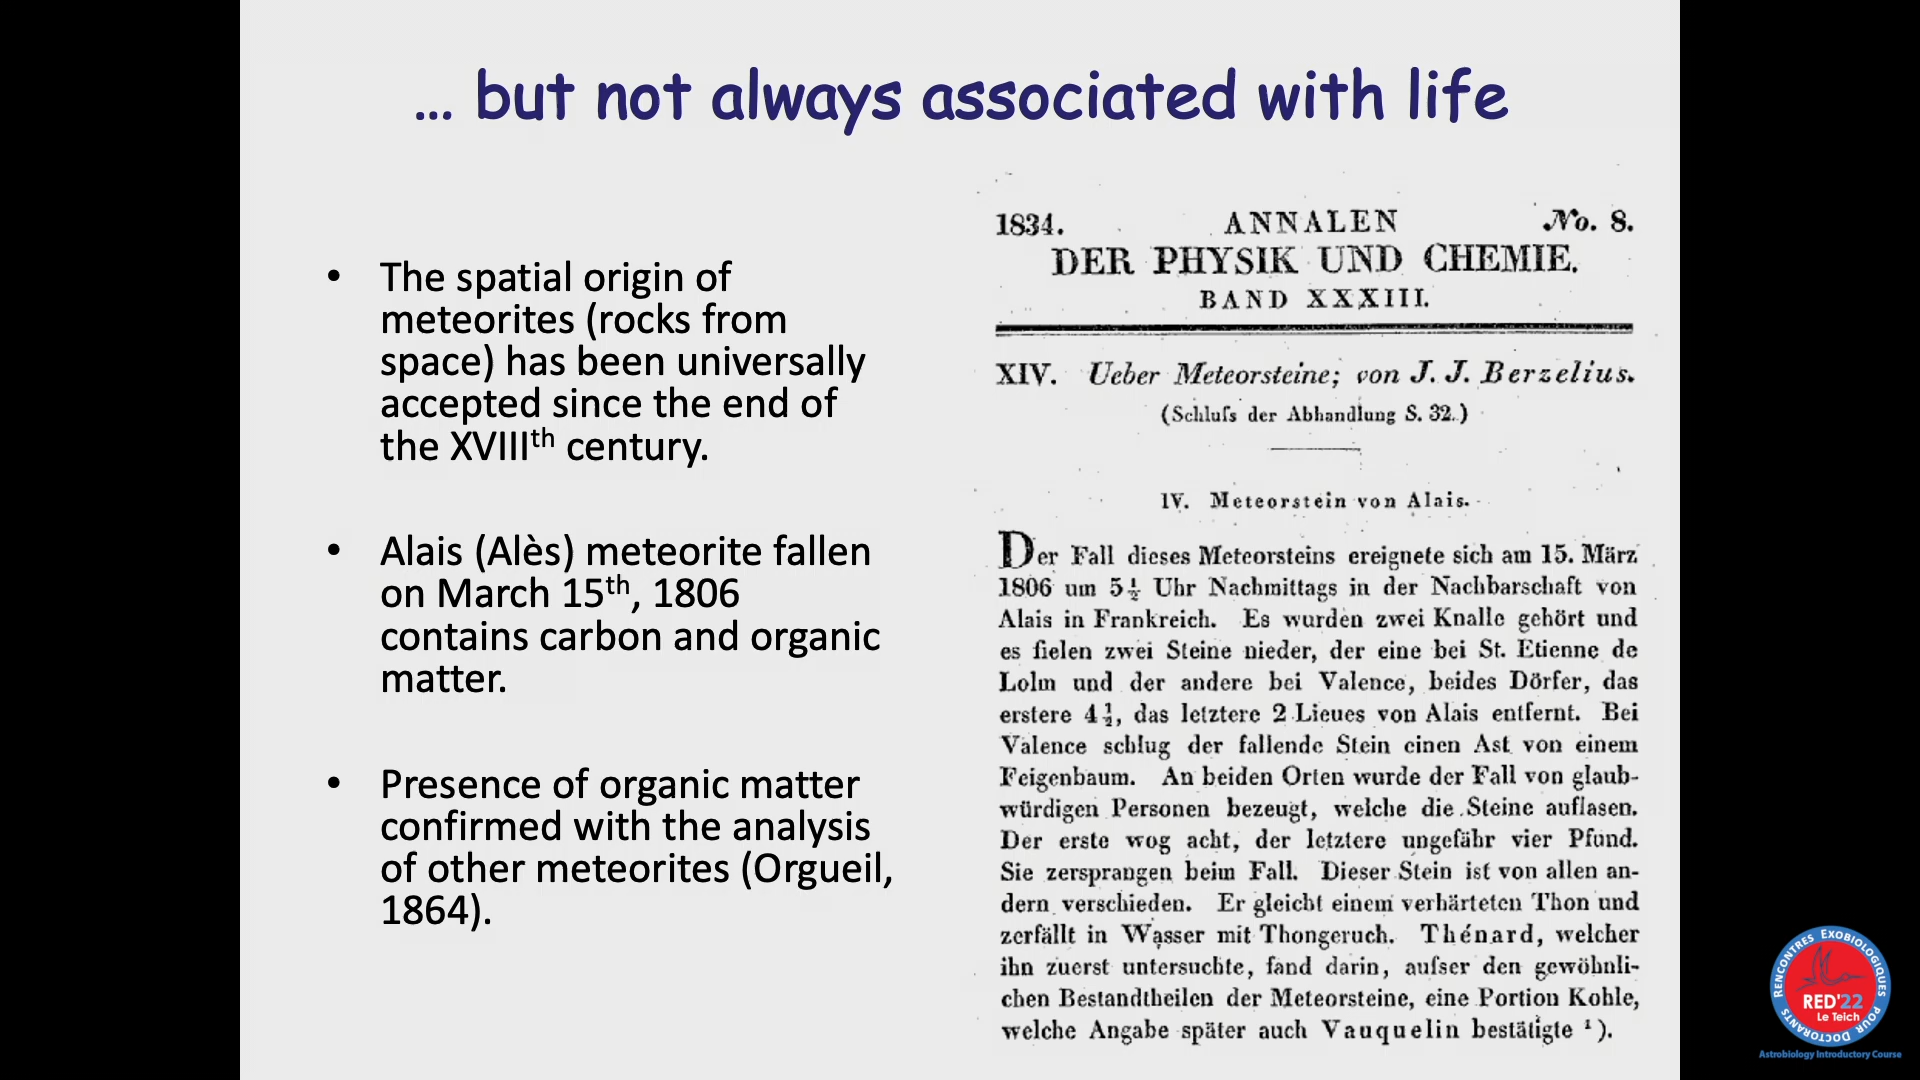 … but not always associated with life
• The spatial origin of
meteorites (rocks from
space) has been universally
accepted since the end of
the XVIIIth century.
• Alais (Alès) meteorite fallen
on March 15th, 1806
contains carbon and organic
matter.
• Presence of organic matter
confirmed with the analysis
of other meteorites (Orgueil,
1864).
1834. ANNALEN No. 8.
DER PHYSIK UND CHEMIE.
BAND XXXIII.
XIV. Ueber Meteorsteine; von J. J. Berzelius.
(Schluſs der Abhandlung S. 32.)
IV. Meteorstein von Alais.
Der Fall dieses Meteorsteins ereignete sich am 15. März
1806 um 5½ Uhr Nachmittags in der Nachbarschaft von
Alais in Frankreich. Es wurden zwei Knalle gehört und
es fielen zwei Steine nieder, der eine bei St. Etienne de
Lolm und der andere bei Valence, beides Dörfer, das
erstere 4½, das letztere 2 Lieues von Alais entfernt. Bei
Valence schlug der fallende Stein einen Ast von einem
Feigenbaum. An beiden Orten wurde der Fall von glaub-
würdigen Personen bezeugt, welche die Steine auflasen.
Der erste wog acht, der letztere ungefähr vier Pfund.
Sie zersprangen beim Fall. Dieser Stein ist von allen an-
dern verschieden. Er gleicht einem verhärteten Thon und
zerfällt in Wasser mit Thongeruch. Thénard, welcher
ihn zuerst untersuchte, fand darin, auſser den gewöhnli-
chen Bestandtheilen der Meteorsteine, eine Portion Kohle,
welche Angabe später auch Vauquelin bestätigte ¹).
RENCONTRES EXOBIOLOGIQUES
POUR DOCTORANTS
RED'22
Le Teich
Astrobiology Introductory Course